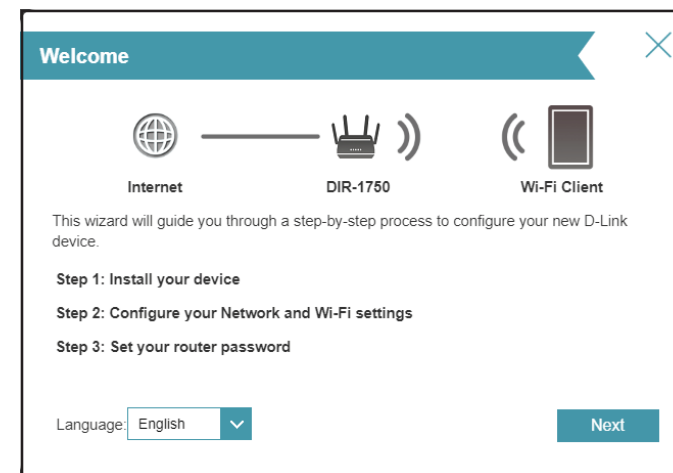 Welcome
Internet
DIR-1750
Wi-Fi Client
This wizard will guide you through a step-by-step process to configure your new D-Link
device.
Step 1: Install your device
Step 2: Configure your Network and Wi-Fi settings
Step 3: Set your router password
Language: English
Next